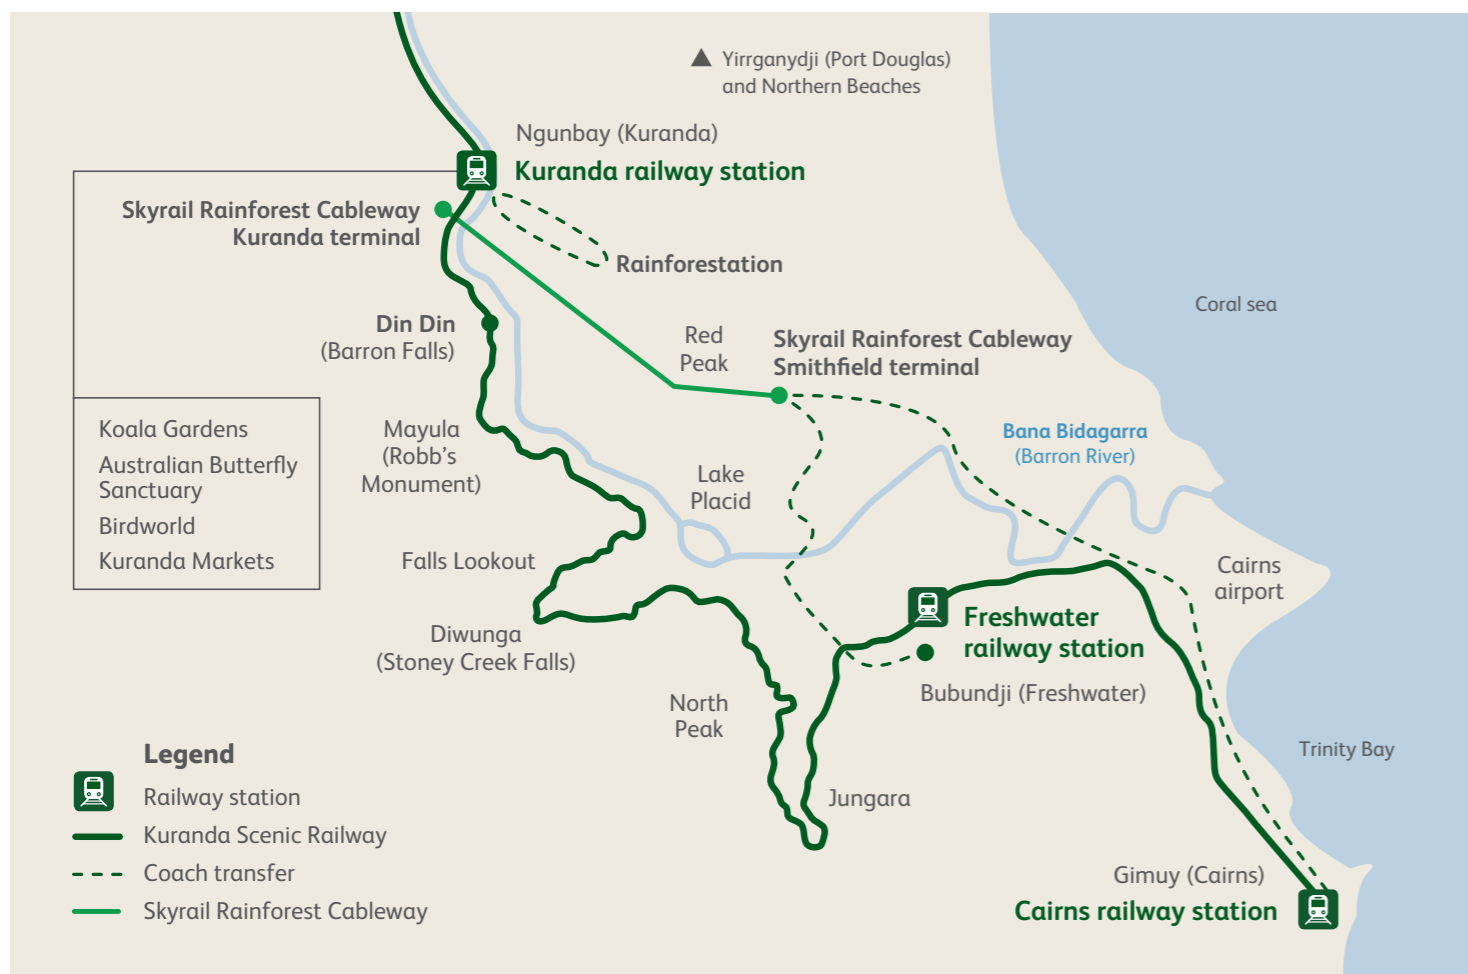 Yirrganydji (Port Douglas)
and Northern Beaches
Ngunbay (Kuranda)
Kuranda railway station
Skyrail Rainforest Cableway
Kuranda terminal
Rainforestation
Coral sea
Din Din
(Barron Falls)
Red
Peak
Skyrail Rainforest Cableway
Smithfield terminal
Koala Gardens
Australian Butterfly
Sanctuary
Birdworld
Kuranda Markets
Mayula
(Robb's
Monument)
Bana Bidagarra
(Barron River)
Lake
Placid
Falls Lookout
Cairns
airport
Diwunga
(Stoney Creek Falls)
Freshwater
railway station
Bubundji (Freshwater)
North
Peak
Trinity Bay
Jungara
Legend
Railway station
Kuranda Scenic Railway
Coach transfer
Skyrail Rainforest Cableway
Gimuy (Cairns)
Cairns railway station